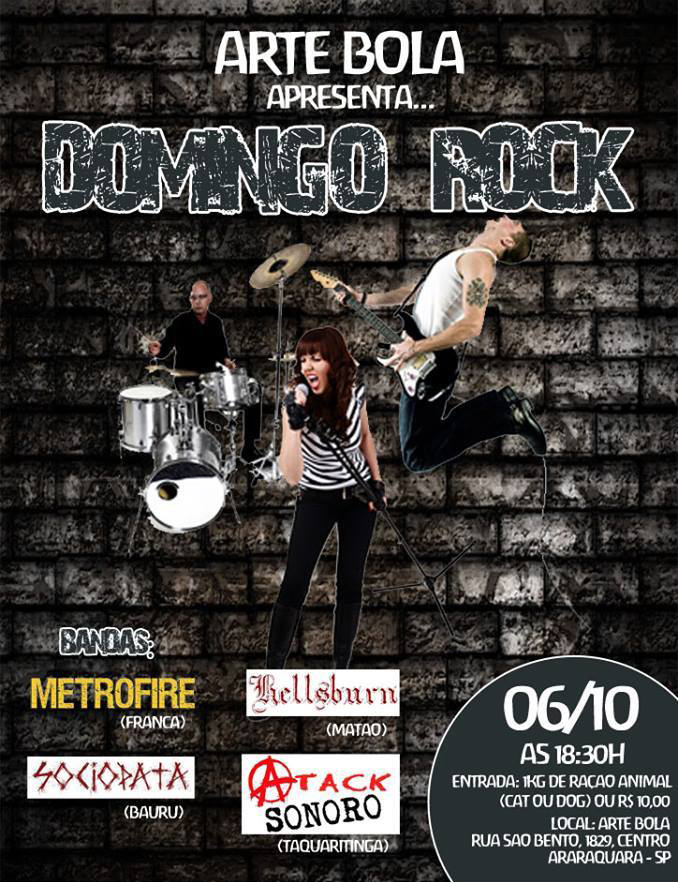 ARTE BOLA
APRESENTA...
DOMINGO ROCK
BANDAS:
METROFIRE
(FRANCA)
Hellsburn
(MATAO)
SOCIOPATA
(BAURU)
ATACK
SONORO
(TAQUARITINGA)
06/10
AS 18:30H
ENTRADA: 1KG DE RAÇAO ANIMAL
(CAT OU DOG) OU R$ 10,00
LOCAL: ARTE BOLA
RUA SAO BENTO, 1829, CENTRO
ARARAQUARA - SP